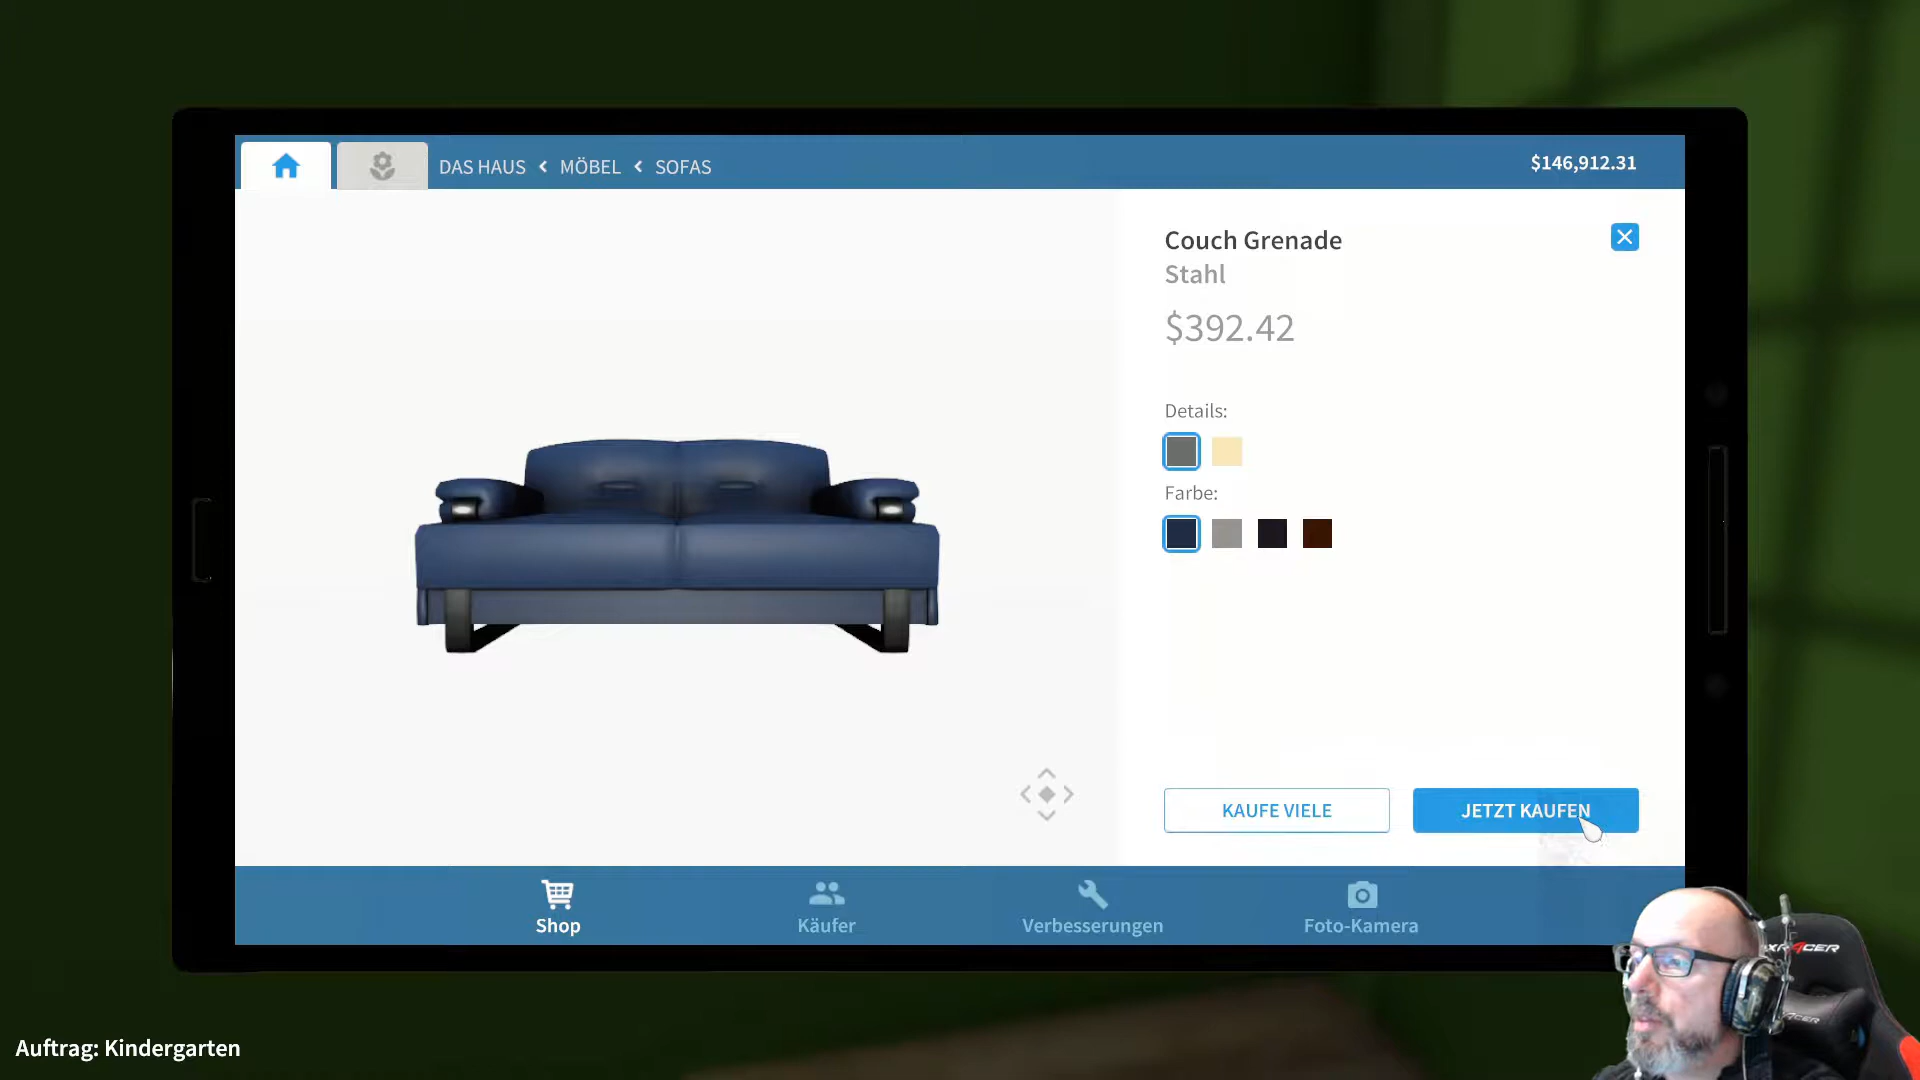 DAS HAUS < MÖBEL < SOFAS
$146,912.31
Couch Grenade
Stahl
$392.42
Details:
Farbe:
KAUFE VIELE
JETZT KAUFEN
Shop
Käufer
Verbesserungen
Foto-Kamera
Auftrag: Kindergarten
XR4CER